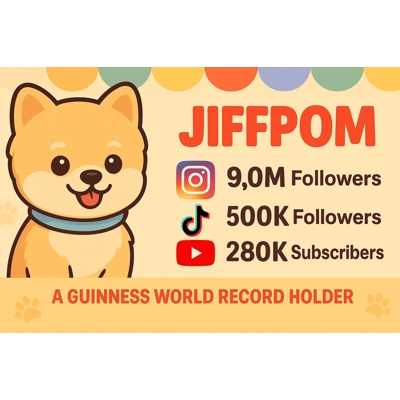 JIFFPOM
9,0M Followers
500K Followers
280K Subscribers
A GUINNESS WORLD RECORD HOLDER